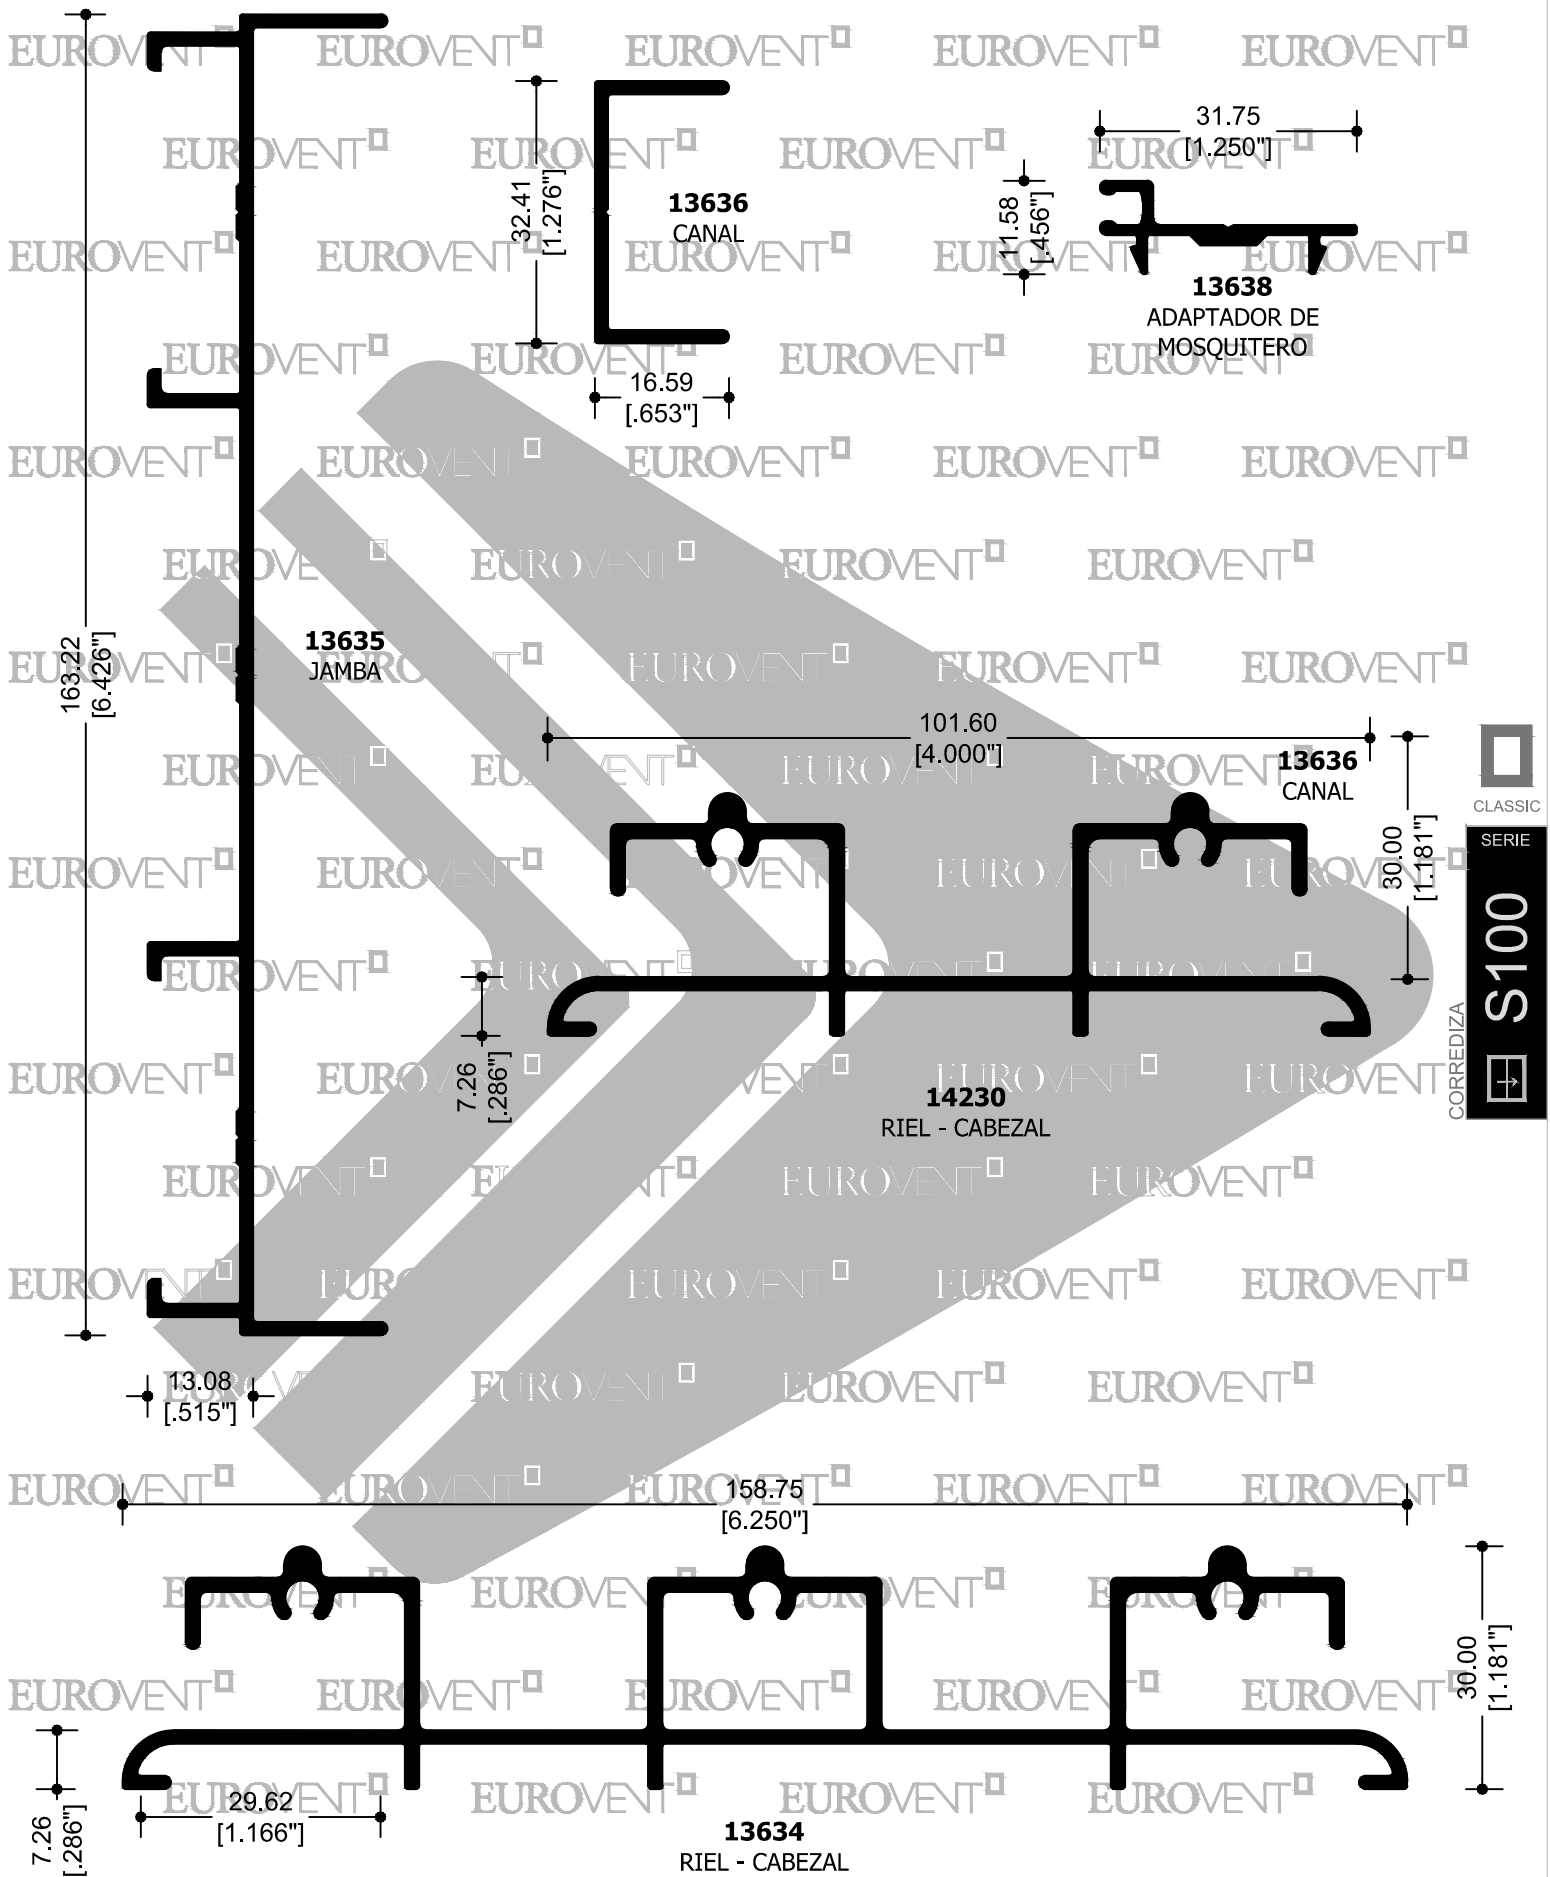 32.41
[1.276"]
13636
CANAL
16.59
[.653"]
31.75
[1.250"]
11.58
[.456"]
13638
ADAPTADOR DE
MOSQUITERO
163.22
[6.426"]
13635
JAMBA
13.08
[.515"]
101.60
[4.000"]
13636
CANAL
30.00
[1.181"]
7.26
[.286"]
14230
RIEL - CABEZAL
CLASSIC
SERIE
S100
CORREDIZA
158.75
[6.250"]
30.00
[1.181"]
7.26
[.286"]
29.62
[1.166"]
13634
RIEL - CABEZAL
EUROVENT